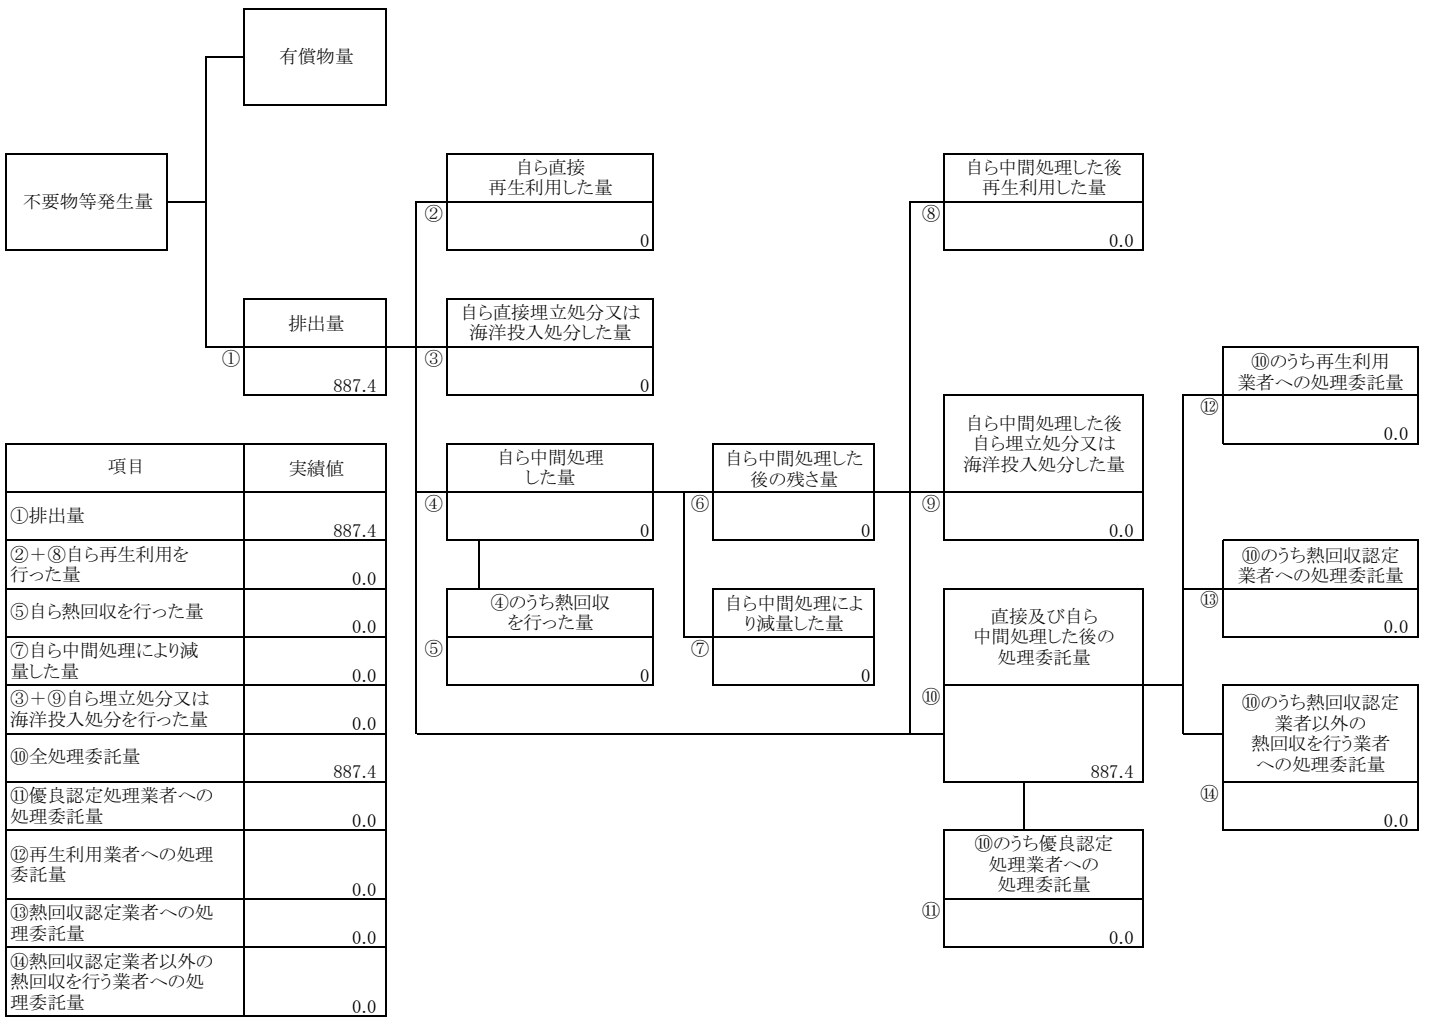 有償物量
不要物等発生量
自ら直接
再生利用した量
②
0
自ら中間処理した後
再生利用した量
⑧
0.0
排出量
①
887.4
自ら直接埋立処分又は
海洋投入処分した量
③
0
⑩のうち再生利用
業者への処理委託量
⑫
0.0
自ら中間処理した後
自ら埋立処分又は
海洋投入処分した量
⑨
0.0
自ら中間処理
した量
④
0
自ら中間処理した
後の残さ量
⑥
0
⑩のうち熱回収認定
業者への処理委託量
⑬
0.0
④のうち熱回収
を行った量
⑤
0
自ら中間処理によ
り減量した量
⑦
0
直接及び自ら
中間処理した後の
処理委託量
⑩
887.4
⑩のうち熱回収認定
業者以外の
熱回収を行う業者
への処理委託量
⑭
0.0
⑩のうち優良認定
処理業者への
処理委託量
⑪
0.0
項目 実績値
①排出量
887.4
②＋⑧自ら再生利用を
行った量 0.0
⑤自ら熱回収を行った量
0.0
⑦自ら中間処理により減
量した量 0.0
③＋⑨自ら埋立処分又は
海洋投入処分を行った量 0.0
⑩全処理委託量
887.4
⑪優良認定処理業者への
処理委託量 0.0
⑫再生利用業者への処理
委託量
0.0
⑬熱回収認定業者への処
理委託量 0.0
⑭熱回収認定業者以外の
熱回収を行う業者への処
理委託量 0.0